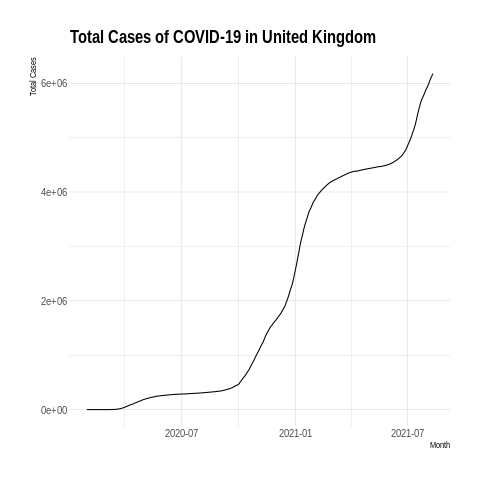 Total Cases of COVID-19 in United Kingdom
Total Cases
6e+06
4e+06
2e+06
0e+00
2020-07
2021-01
2021-07
Month